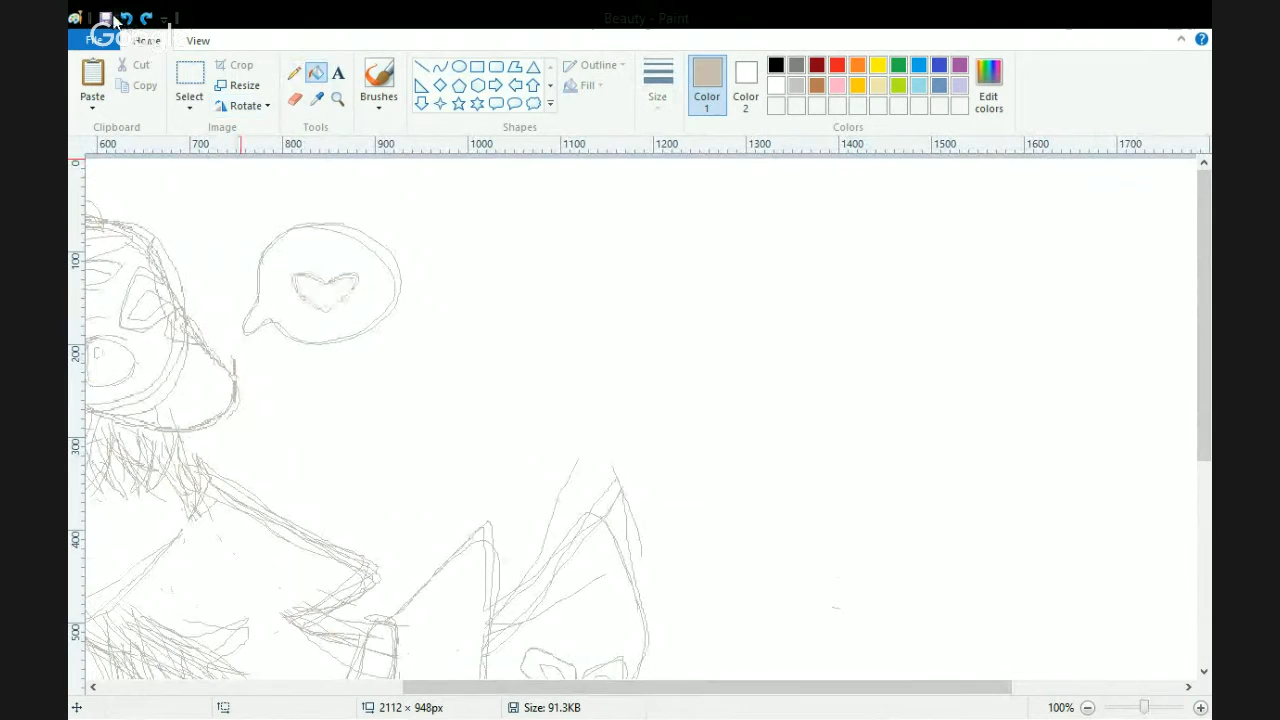 Beauty - Paint
File Home View
Cut Crop Outline Edit colors
Copy Resize Fill
Paste Select Rotate Brushes Size Color 1 Color 2
Clipboard Image Tools Shapes Colors
600 700 800 900 1000 1100 1200 1300 1400 1500 1600 1700
0
100
200
300
400
500
2112 × 948px Size: 91.3KB 100%